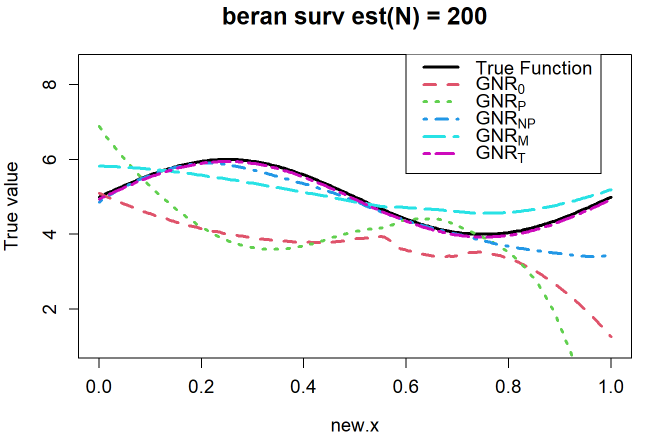 beran surv est(N) = 200
True value
8
6
4
2
True Function
GNR0
GNRP
GNRNP
GNRM
GNRT
0.0 0.2 0.4 0.6 0.8 1.0
new.x